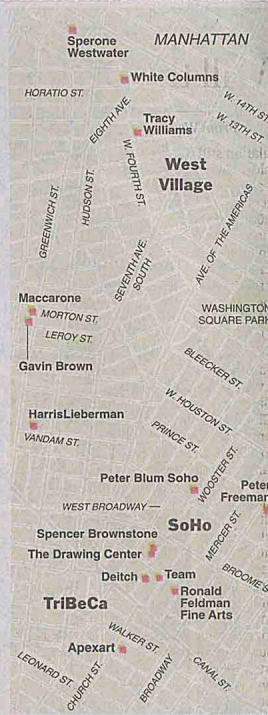 Sperone
Westwater
MANHATTAN
White Columns
HORATIO ST.
W. 14TH ST.
EIGHTH AVE.
W. 13TH ST.
Tracy
Williams
W. FOURTH ST.
West
Village
GREENWICH ST.
HUDSON ST.
SEVENTH AVE.
SOUTH
AVE. OF THE AMERICAS
Maccarone
MORTON ST.
WASHINGTON
SQUARE PARK
LEROY ST.
Gavin Brown
BLEECKER ST.
W. HOUSTON ST.
HarrisLieberman
VANDAM ST.
PRINCE ST.
Peter Blum Soho
WOOSTER ST.
Peter
Freeman
WEST BROADWAY
SoHo
MERCER ST.
Spencer Brownstone
The Drawing Center
BROOME S
Deitch
Team
TriBeCa
Ronald
Feldman
Fine Arts
WALKER ST.
Apexart
LEONARD ST.
CHURCH ST.
BROADWAY
CANAL ST.